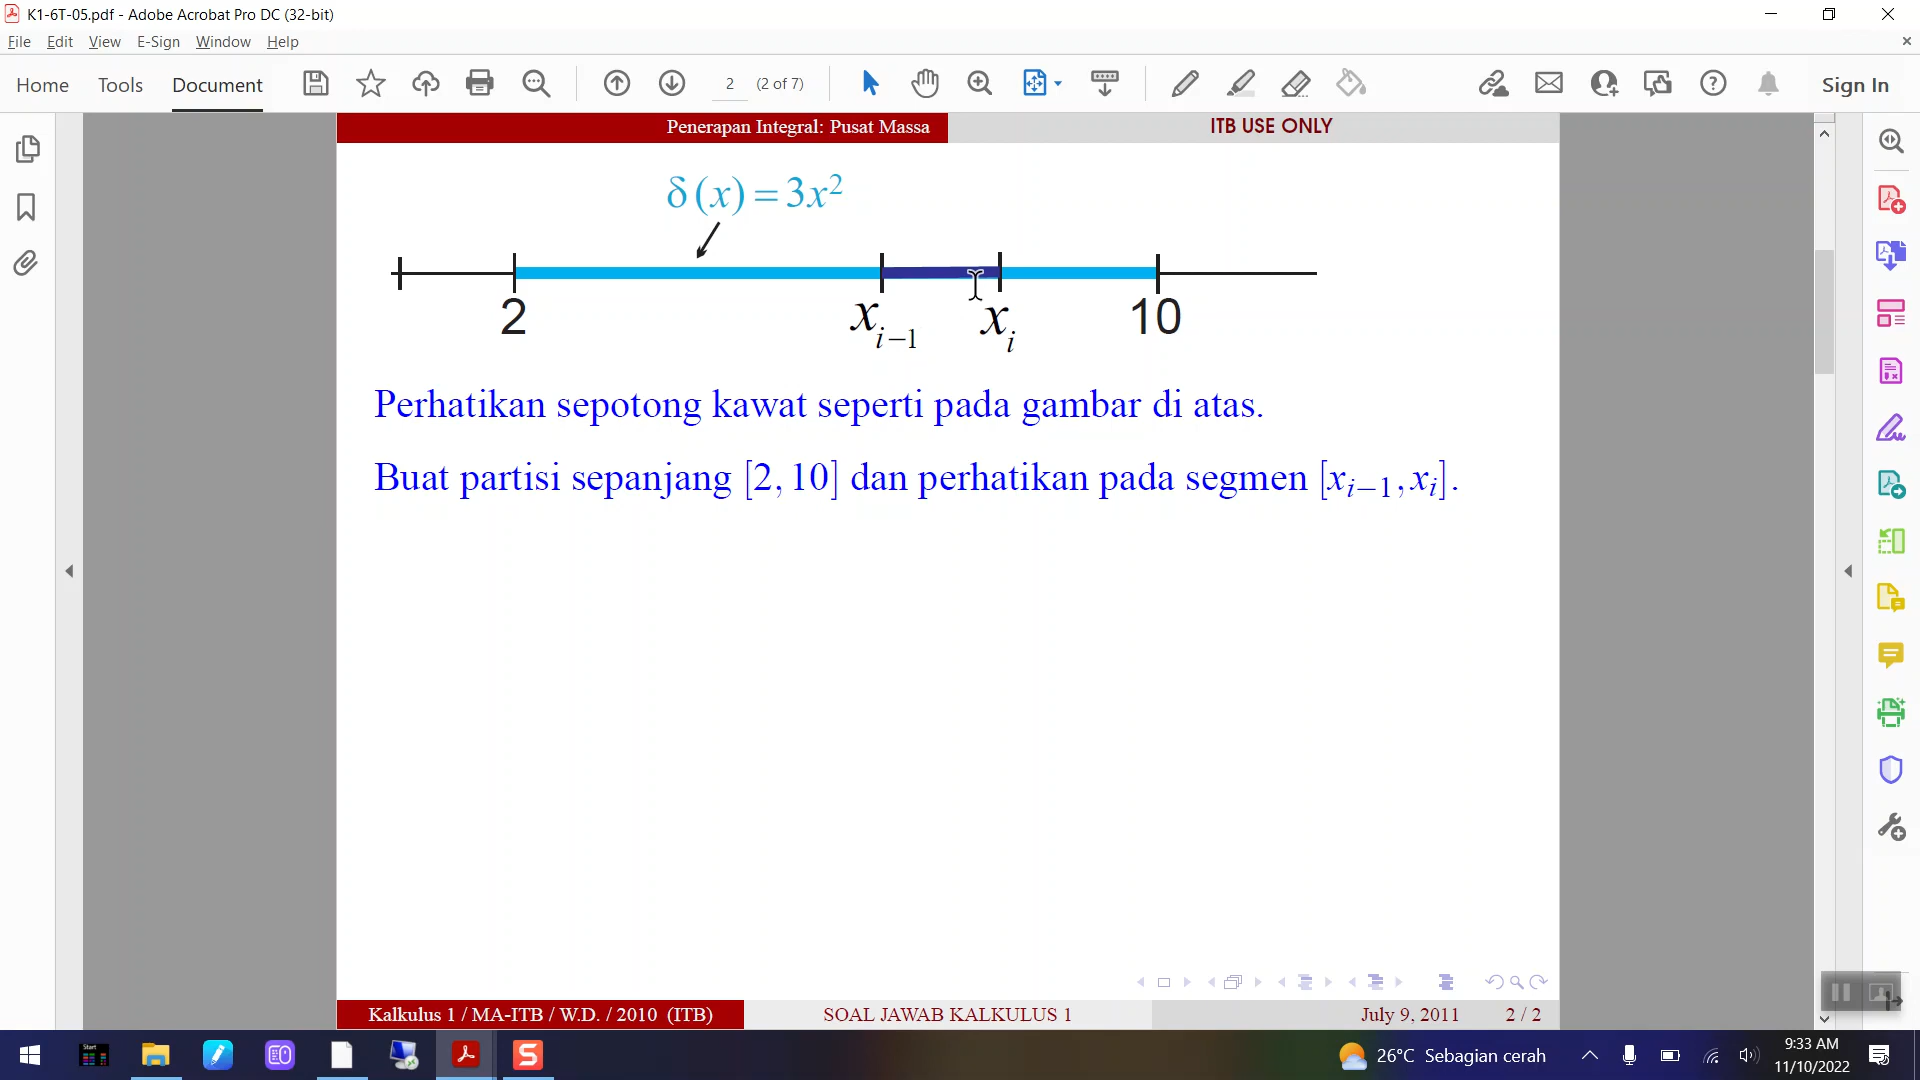 K1-6T-05.pdf - Adobe Acrobat Pro DC (32-bit)
File Edit View E-Sign Window Help
Home Tools Document 2 (2 of 7) Sign In
Penerapan Integral: Pusat Massa ITB USE ONLY
δ(x) = 3x²
2 x_{i−1} x_i 10
Perhatikan sepotong kawat seperti pada gambar di atas.
Buat partisi sepanjang [2, 10] dan perhatikan pada segmen [x_{i−1}, x_i].
Kalkulus 1 / MA-ITB / W.D. / 2010 (ITB) SOAL JAWAB KALKULUS 1 July 9, 2011 2 / 2
Start 26°C Sebagian cerah 9:33 AM
11/10/2022